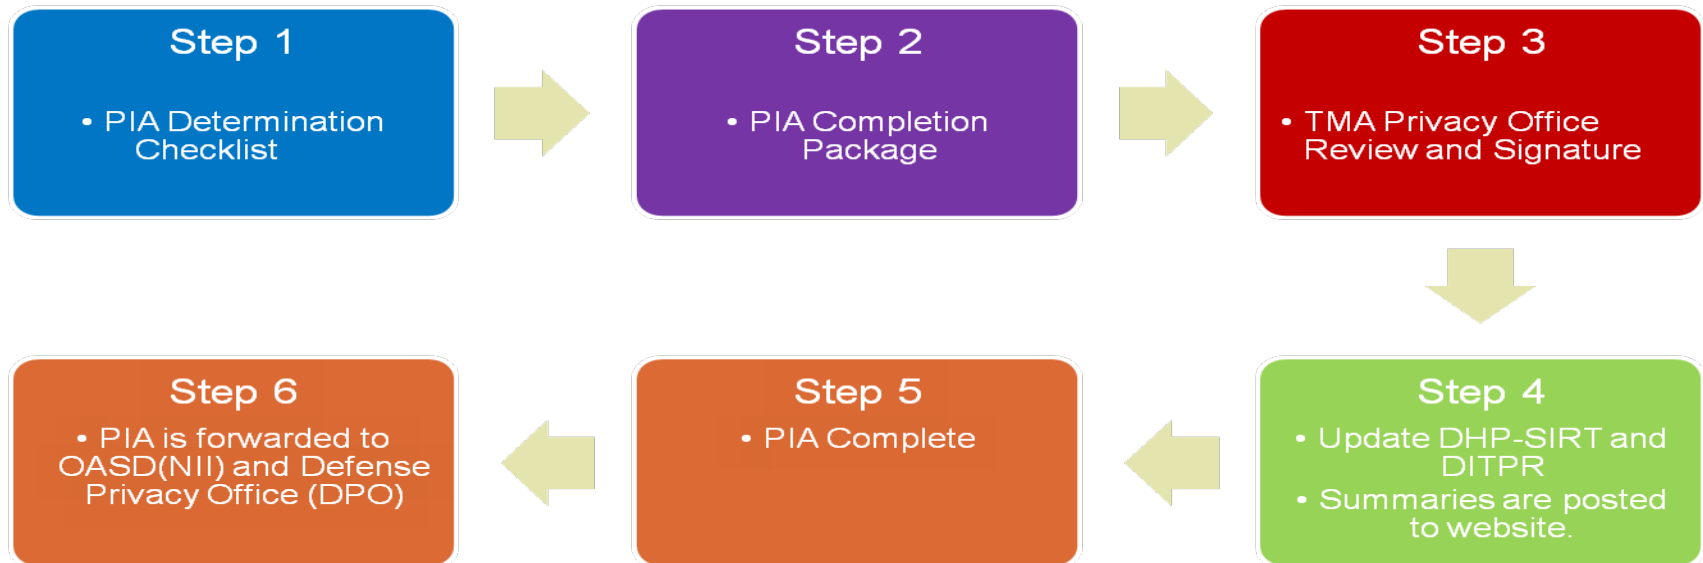 Step 1
• PIA Determination
Checklist
Step 2
• PIA Completion
Package
Step 3
• TMA Privacy Office
Review and Signature
Step 4
• Update DHP-SIRT and
DITPR
• Summaries are posted
to website.
Step 5
• PIA Complete
Step 6
• PIA is forwarded to
OASD(NII) and Defense
Privacy Office (DPO)